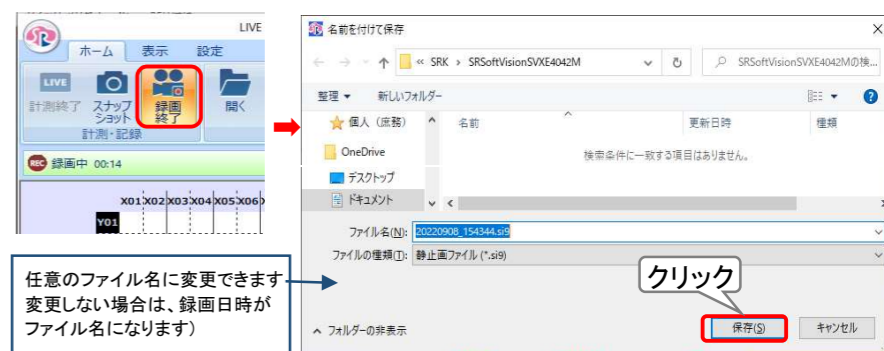 LIVE
ホーム 表示 設定
LIVE
計測終了 スナップショット 録画終了 開く
計測・記録
REC 録画中 00:14
X01 X02 X03 X04 X05 X06
Y01
任意のファイル名に変更できます
変更しない場合は、録画日時が
ファイル名になります）
名前を付けて保存
« SRK › SRSoftVisionSVXE4042M
SRSoftVisionSVXE4042Mの検...
整理 新しいフォルダー
個人（庶務）
OneDrive
デスクトップ
ドキュメント
名前 更新日時 種類
検索条件に一致する項目はありません。
ファイル名(N): 20220908_154344.si9
ファイルの種類(T): 静止画ファイル (*.si9)
クリック
フォルダーの非表示
保存(S) キャンセル